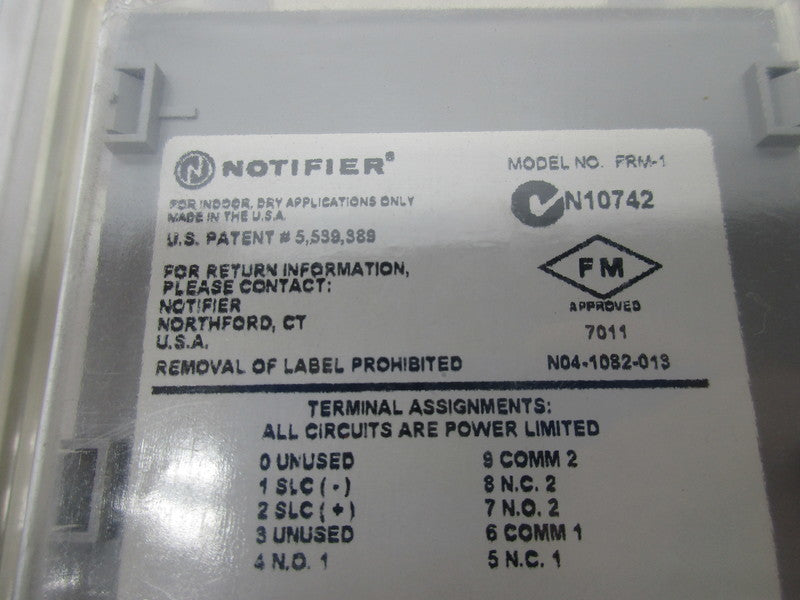 NOTIFIER®
MODEL NO. FRM-1
FOR INDOOR, DRY APPLICATIONS ONLY
MADE IN THE U.S.A.
N10742
U.S. PATENT # 5,539,389
FOR RETURN INFORMATION,
PLEASE CONTACT:
NOTIFIER
NORTHFORD, CT
U.S.A.
FM
APPROVED
7011
REMOVAL OF LABEL PROHIBITED
N04-1082-013
TERMINAL ASSIGNMENTS:
ALL CIRCUITS ARE POWER LIMITED
0 UNUSED
1 SLC (-)
2 SLC (+)
3 UNUSED
4 N.O. 1
9 COMM 2
8 N.C. 2
7 N.O. 2
6 COMM 1
5 N.C. 1